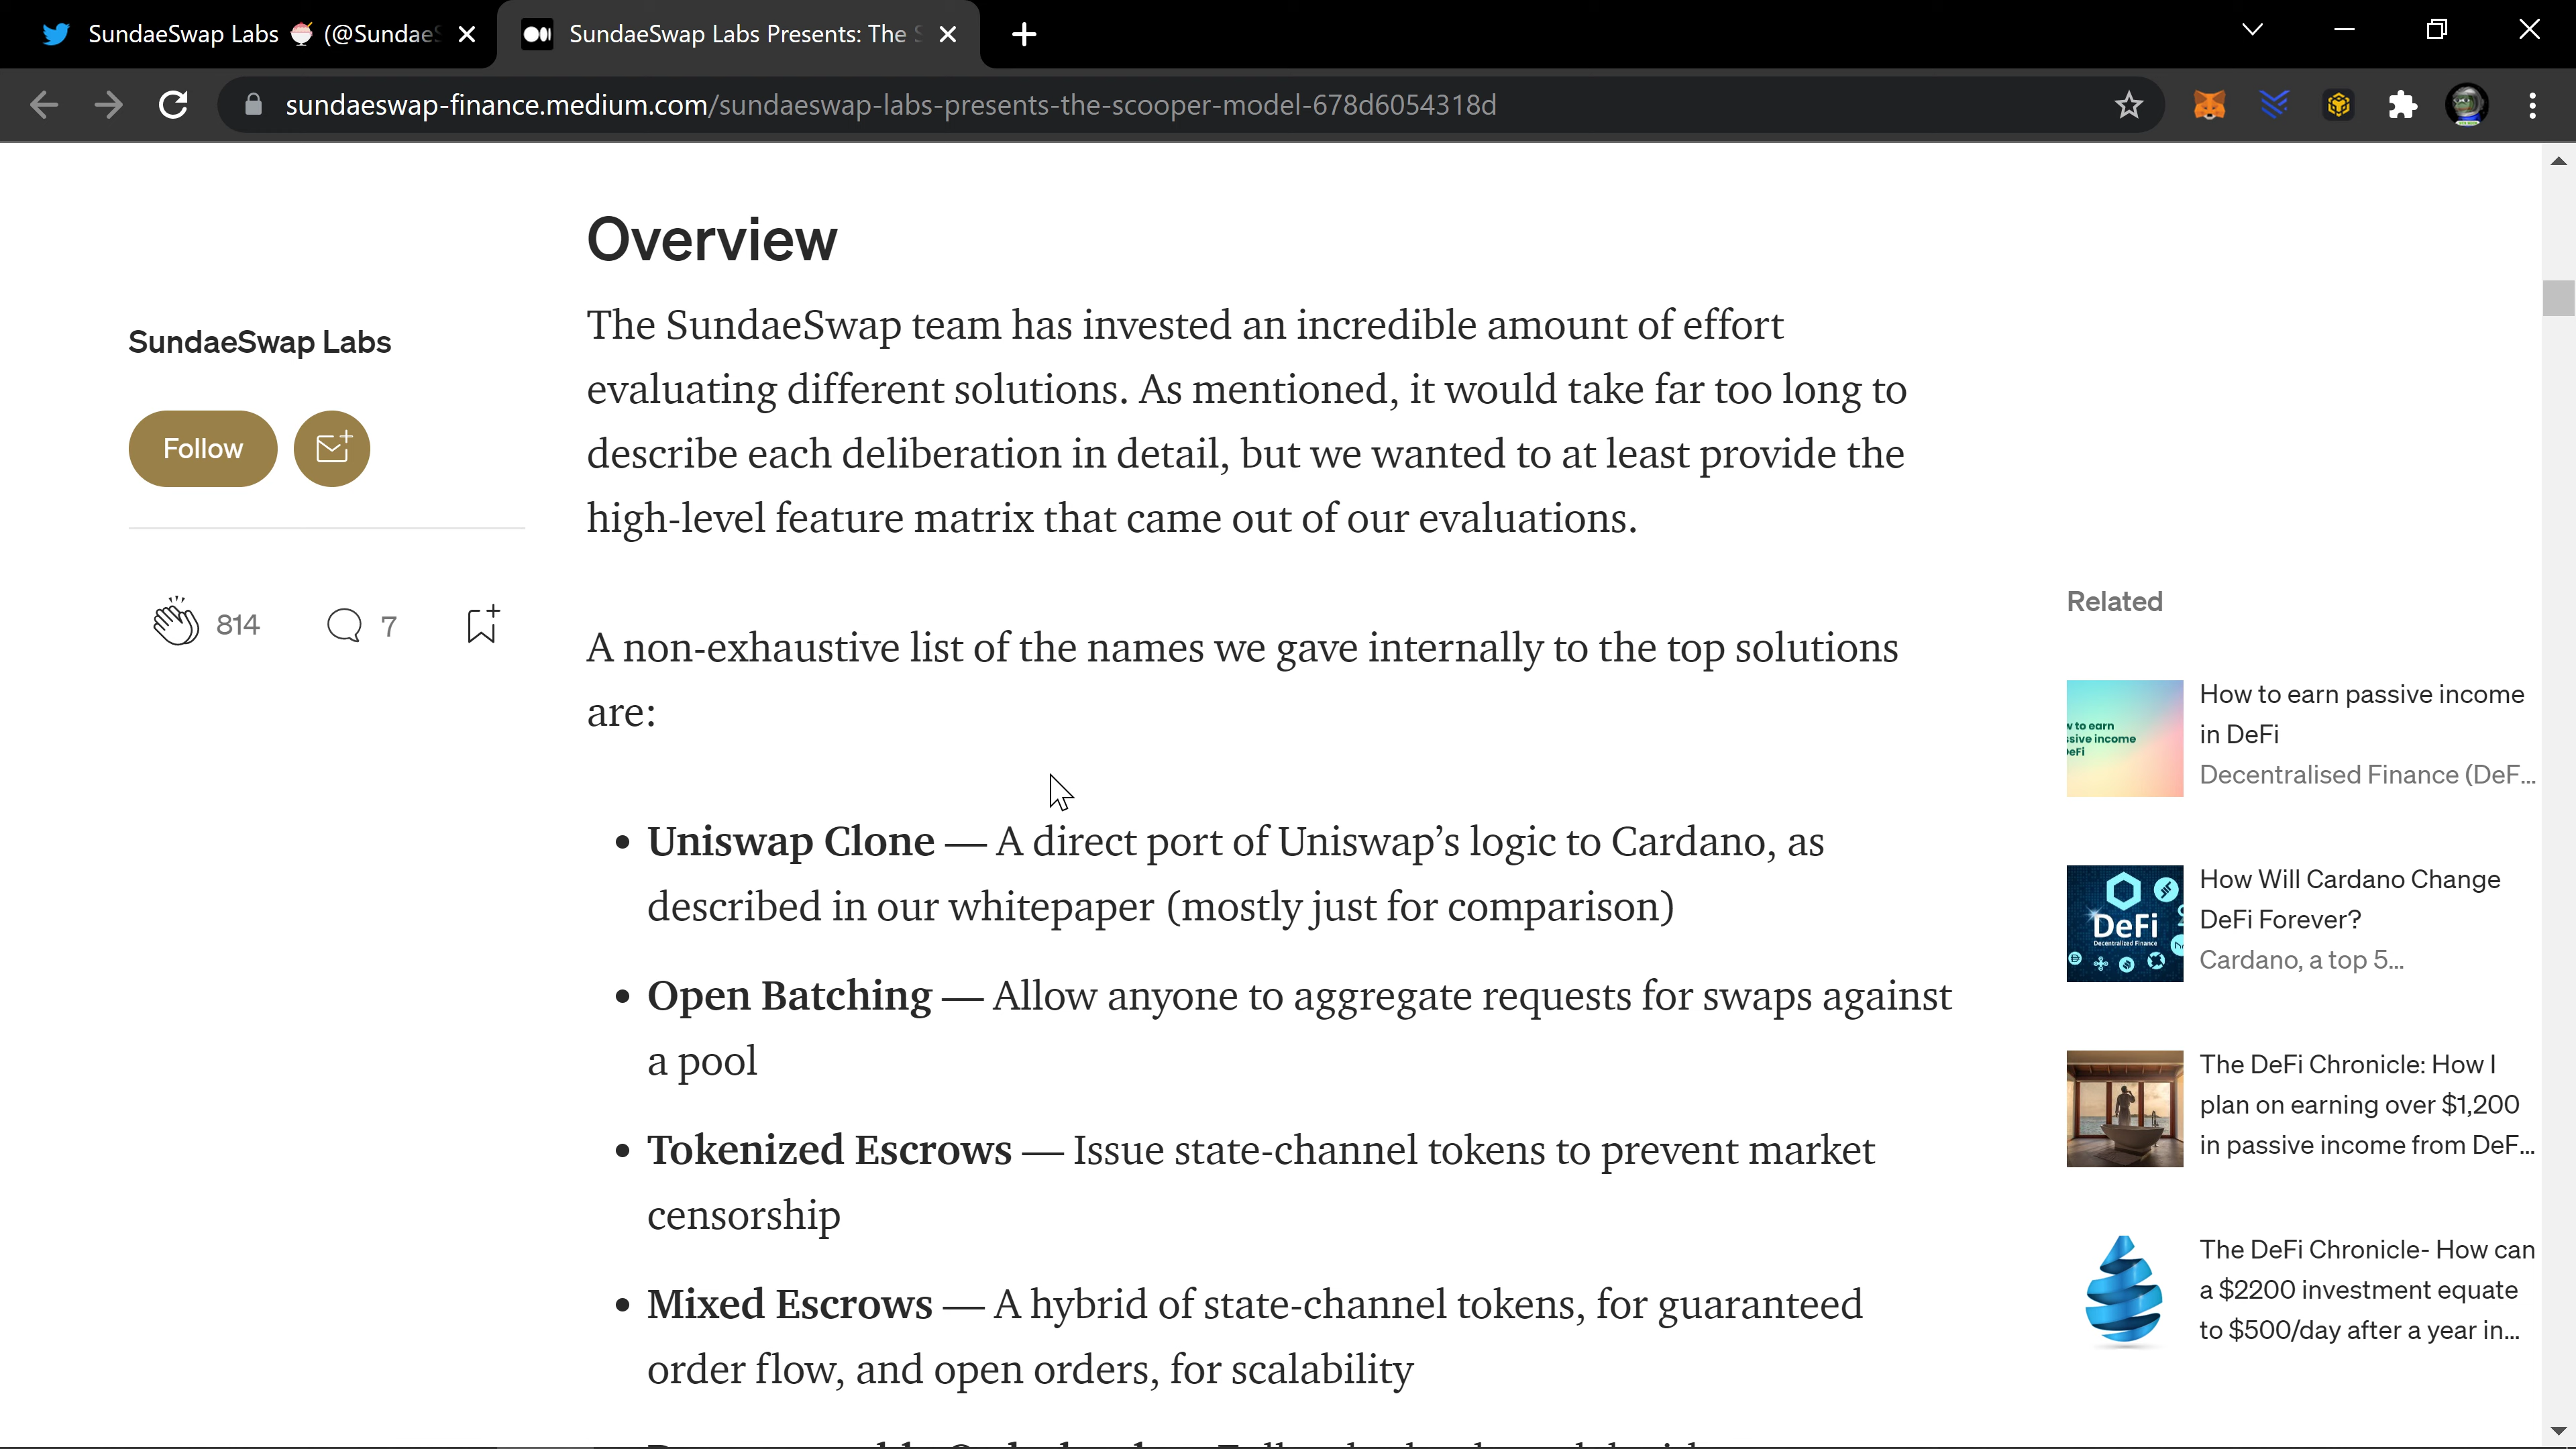 SundaeSwap Labs 🍧 (@Sundae
SundaeSwap Labs Presents: The
sundaeswap-finance.medium.com/sundaeswap-labs-presents-the-scooper-model-678d6054318d
Overview
The SundaeSwap team has invested an incredible amount of effort
evaluating different solutions. As mentioned, it would take far too long to
describe each deliberation in detail, but we wanted to at least provide the
high-level feature matrix that came out of our evaluations.
A non-exhaustive list of the names we gave internally to the top solutions
are:
• Uniswap Clone — A direct port of Uniswap’s logic to Cardano, as
described in our whitepaper (mostly just for comparison)
• Open Batching — Allow anyone to aggregate requests for swaps against
a pool
• Tokenized Escrows — Issue state-channel tokens to prevent market
censorship
• Mixed Escrows — A hybrid of state-channel tokens, for guaranteed
order flow, and open orders, for scalability
SundaeSwap Labs
Follow
814
7
Related
w to earn
ssive income
DeFi
How to earn passive income
in DeFi
Decentralised Finance (DeF...
DeFi
Decentralized Finance
How Will Cardano Change
DeFi Forever?
Cardano, a top 5...
The DeFi Chronicle: How I
plan on earning over $1,200
in passive income from DeF...
The DeFi Chronicle- How can
a $2200 investment equate
to $500/day after a year in...